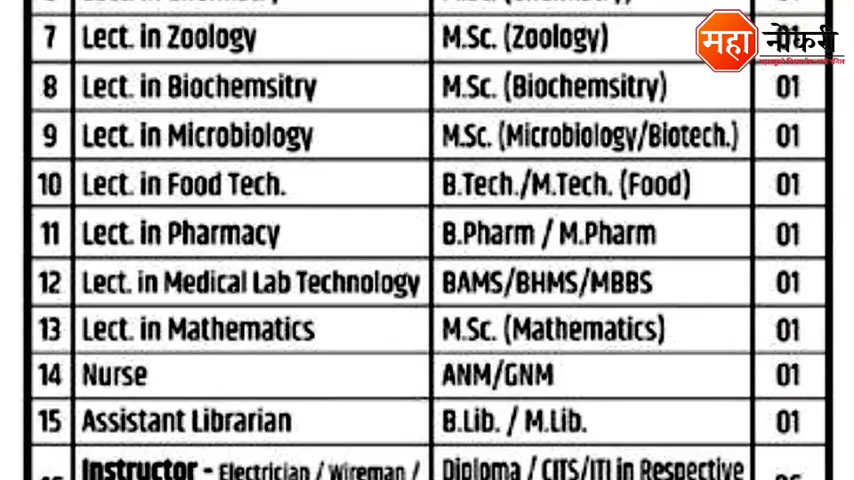 7 Lect. in Zoology M.Sc. (Zoology) 01
महा नोकरी
8 Lect. in Biochemsitry M.Sc. (Biochemsitry) 01
9 Lect. in Microbiology M.Sc. (Microbiology/Biotech.) 01
10 Lect. in Food Tech. B.Tech./M.Tech. (Food) 01
11 Lect. in Pharmacy B.Pharm / M.Pharm 01
12 Lect. in Medical Lab Technology BAMS/BHMS/MBBS 01
13 Lect. in Mathematics M.Sc. (Mathematics) 01
14 Nurse ANM/GNM 01
15 Assistant Librarian B.Lib. / M.Lib. 01
Instructor - Electrician / Wireman / Diploma / CITS/ITI in Respective